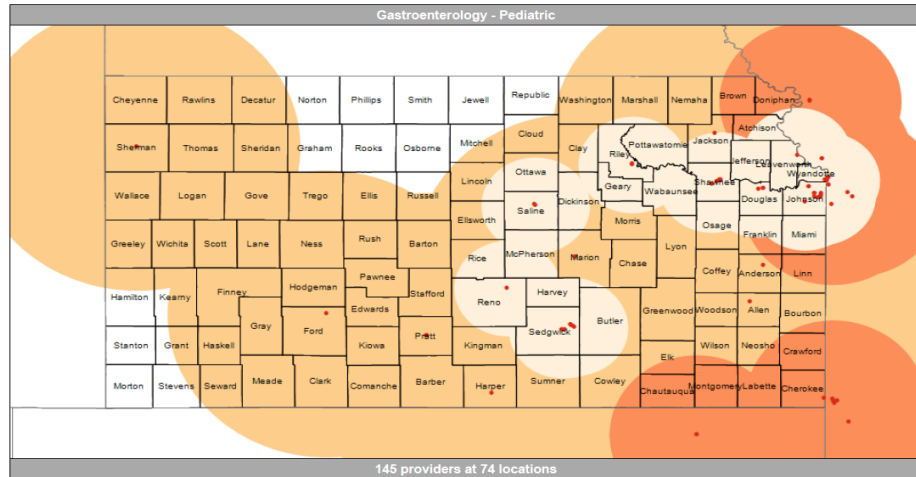 Gastroenterology - Pediatric
Cheyenne Rawlins Decatur Norton Phillips Smith Jewell Republic Washington Marshall Nemaha Brown Doniphan
Sherman Thomas Sheridan Graham Rooks Osborne Mitchell Cloud Clay Riley Pottawatomie Jackson Atchison
Jefferson Leavenworth Wyandotte
Wallace Logan Gove Trego Ellis Russell Lincoln Ottawa Dickinson Geary Wabaunsee Shawnee Douglas Johnson
Saline
Greeley Wichita Scott Lane Ness Rush Barton Ellsworth Morris Osage Franklin Miami
Rice McPherson Marion Chase Lyon Coffey Anderson Linn
Hamilton Kearny Finney Hodgeman Pawnee Stafford Reno Harvey
Gray Ford Edwards Sedgwick Butler Greenwood Woodson Allen Bourbon
Stanton Grant Haskell Kiowa Pratt Kingman Elk Wilson Neosho Crawford
Morton Stevens Seward Meade Clark Comanche Barber Harper Sumner Cowley Chautauqua Montgomery Labette Cherokee
145 providers at 74 locations